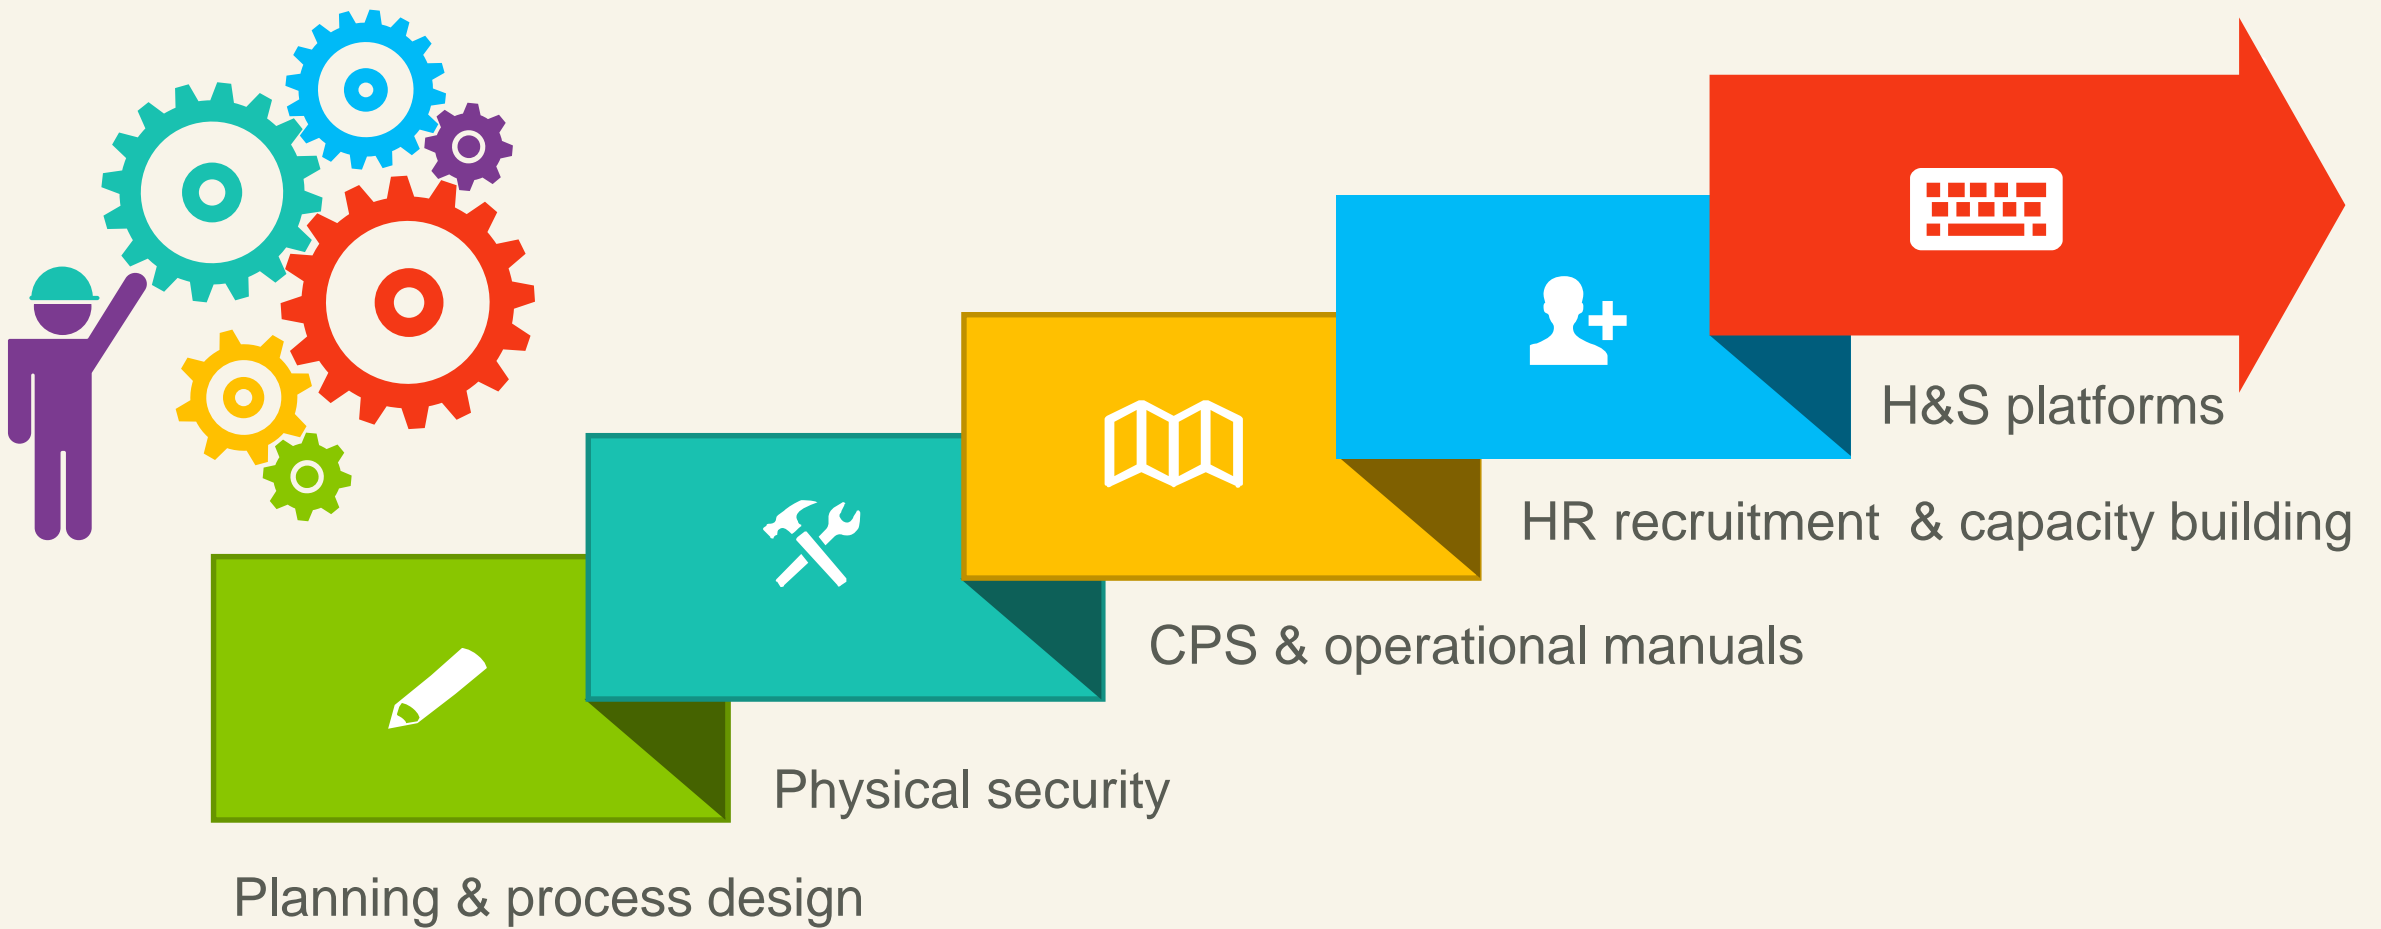 H&S platforms
HR recruitment  & capacity building
CPS & operational manuals
Physical security
Planning & process design